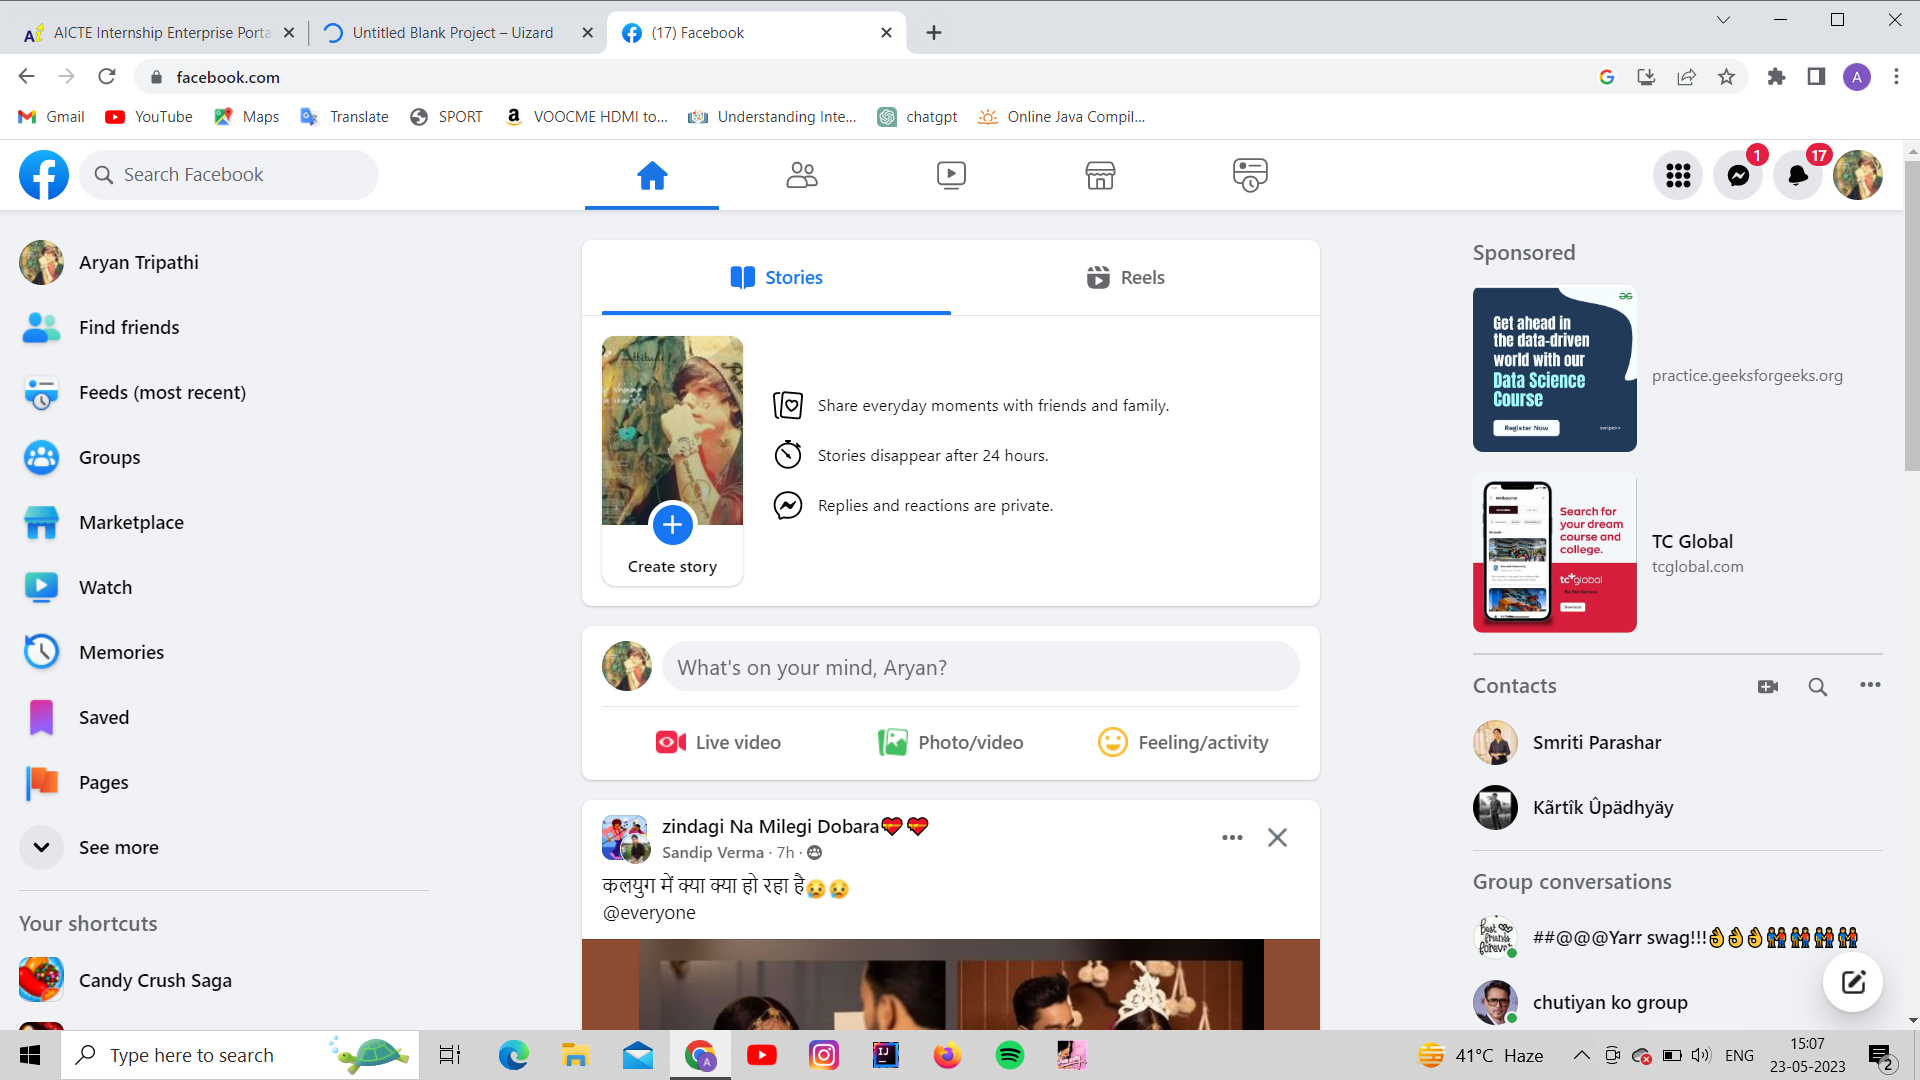 AICTE Internship Enterprise Porta
Untitled Blank Project – Uizard
(17) Facebook
facebook.com
Gmail
YouTube
Maps
Translate
SPORT
VOOCME HDMI to...
Understanding Inte...
chatgpt
Online Java Compil...
Search Facebook
1
17
Aryan Tripathi
Find friends
Feeds (most recent)
Groups
Marketplace
Watch
Memories
Saved
Pages
See more
Your shortcuts
Candy Crush Saga
Stories
Reels
Share everyday moments with friends and family.
Stories disappear after 24 hours.
Replies and reactions are private.
Create story
What's on your mind, Aryan?
Live video
Photo/video
Feeling/activity
zindagi Na Milegi Dobara💝💝
Sandip Verma · 7h ·
कलयुग में क्या क्या हो रहा है😥😥
@everyone
Sponsored
Get ahead in
the data-driven
world with our
Data Science
Course
Register Now
practice.geeksforgeeks.org
Search for
your dream
course and
college.
tc global
TC Global
tcglobal.com
Contacts
Smriti Parashar
Kãrtîk Ûpädhyäy
Group conversations
best
friends
forever
##@@@Yarr swag!!!👌👌👌👬👬👬👬
chutiyan ko group
Type here to search
41°C Haze
ENG
15:07
23-05-2023
2